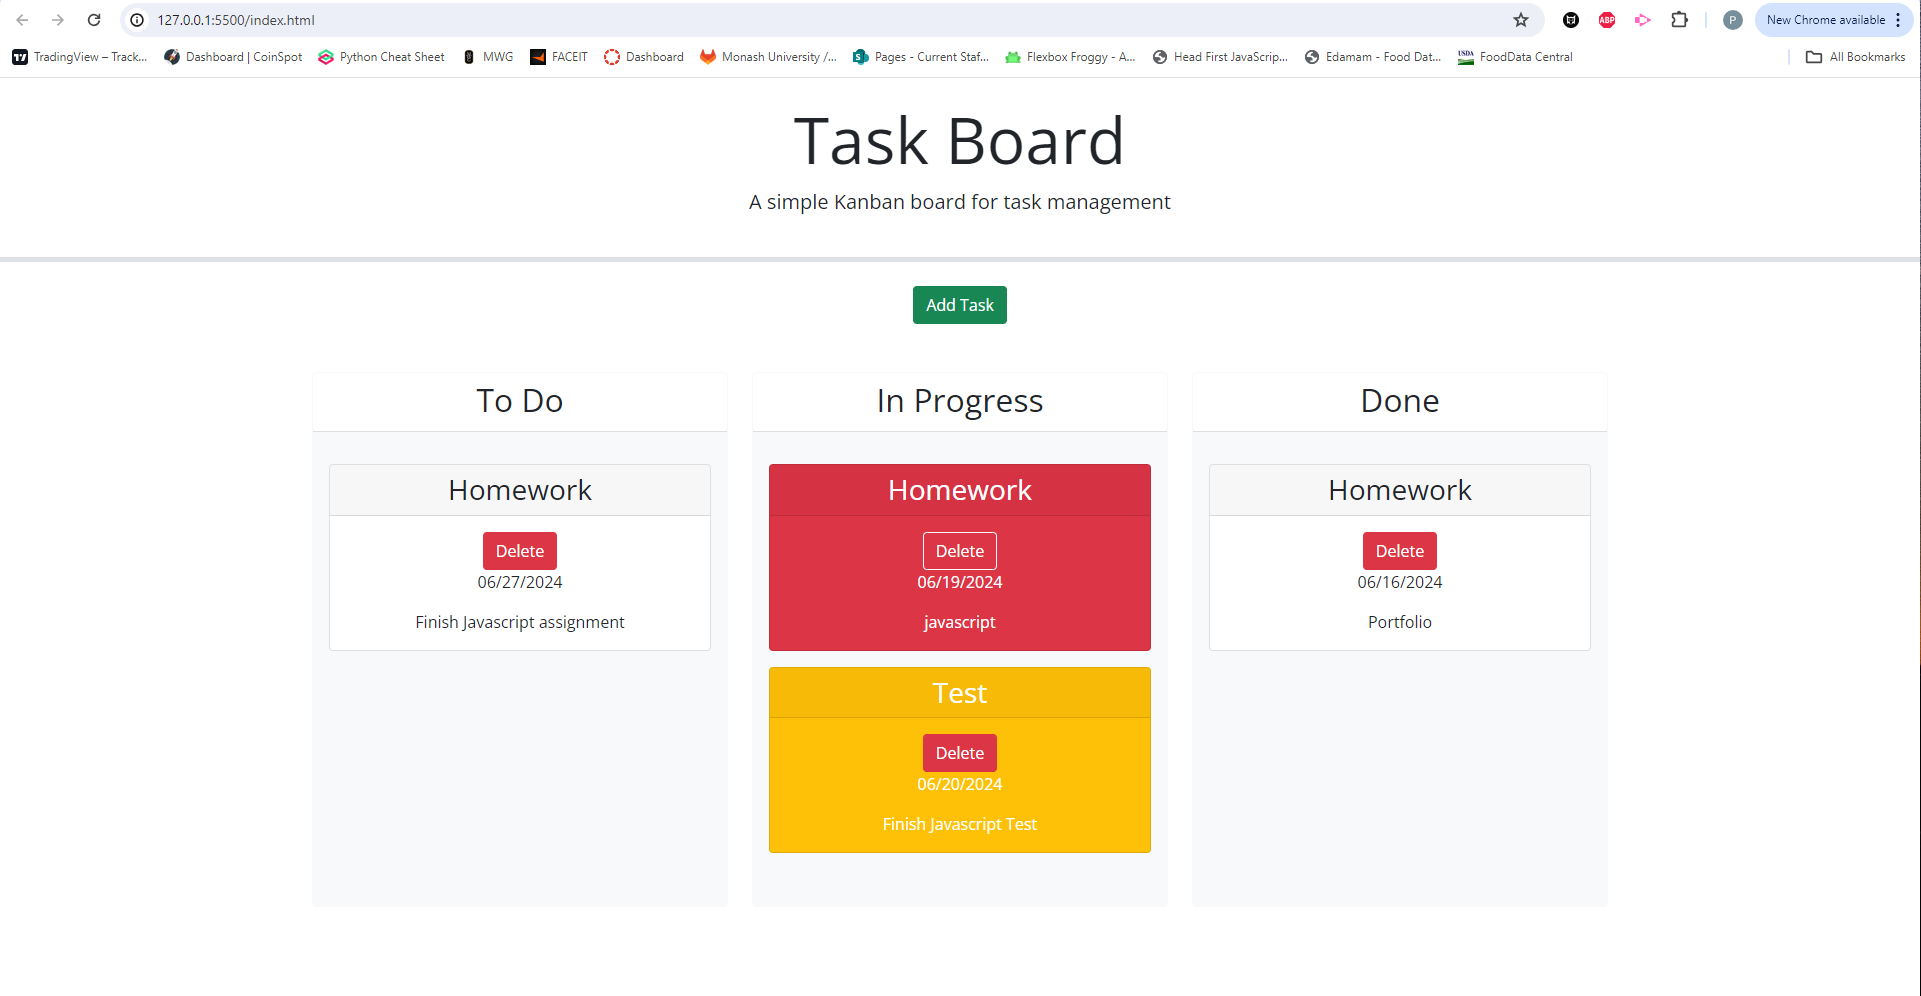 127.0.0.1:5500/index.html
ABP
P
New Chrome available
TradingView – Track...
Dashboard | CoinSpot
Python Cheat Sheet
MWG
FACEIT
Dashboard
Monash University /...
Pages - Current Staf...
Flexbox Froggy - A...
Head First JavaScrip...
Edamam - Food Dat...
USDA
FoodData Central
All Bookmarks
Task Board
A simple Kanban board for task management
Add Task
To Do
Homework
Delete
06/27/2024
Finish Javascript assignment
In Progress
Homework
Delete
06/19/2024
javascript
Test
Delete
06/20/2024
Finish Javascript Test
Done
Homework
Delete
06/16/2024
Portfolio